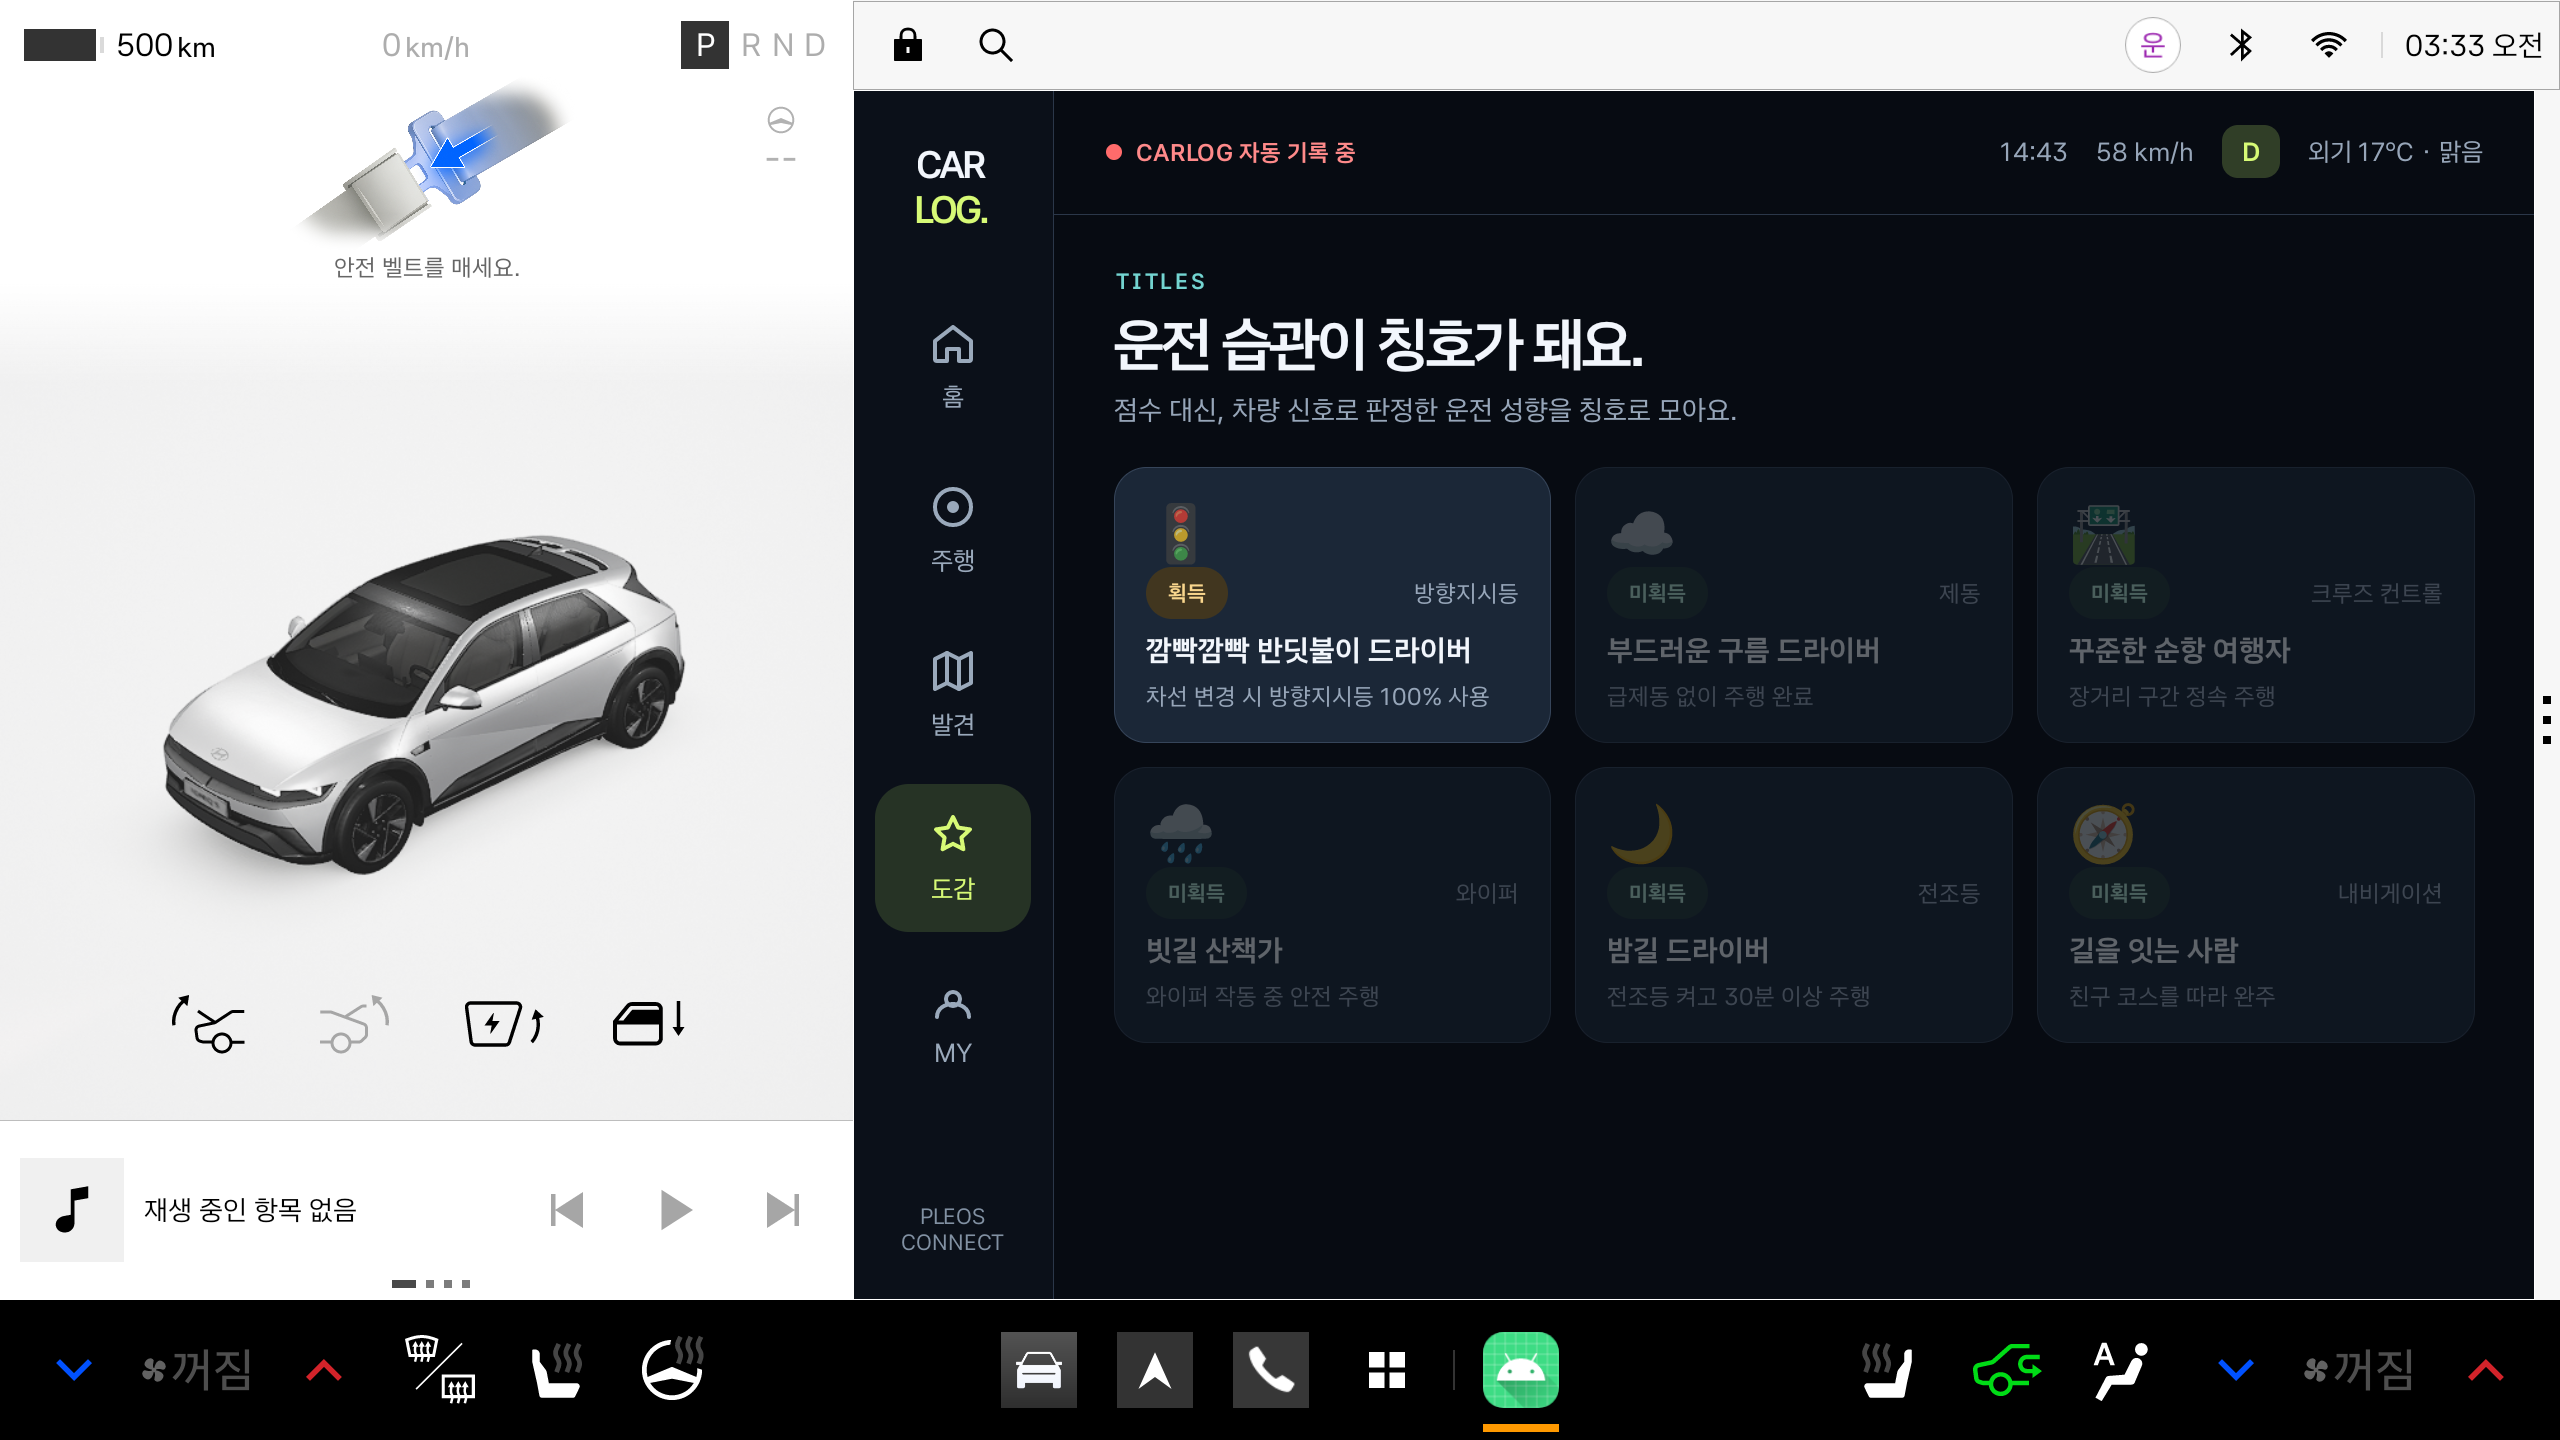 500 km
0 km/h
P R N D
안전 벨트를 매세요.
재생 중인 항목 없음
운
03:33 오전
CAR
LOG.
홈
주행
발견
도감
MY
PLEOS
CONNECT
CARLOG 자동 기록 중
14:43 58 km/h D 외기 17°C · 맑음
TITLES
운전 습관이 칭호가 돼요.
점수 대신, 차량 신호로 판정한 운전 성향을 칭호로 모아요.
획득 방향지시등
깜빡깜빡 반딧불이 드라이버
차선 변경 시 방향지시등 100% 사용
미획득 제동
부드러운 구름 드라이버
급제동 없이 주행 완료
미획득 크루즈 컨트롤
꾸준한 순항 여행자
장거리 구간 정속 주행
미획득 와이퍼
빗길 산책가
와이퍼 작동 중 안전 주행
미획득 전조등
밤길 드라이버
전조등 켜고 30분 이상 주행
미획득 내비게이션
길을 잇는 사람
친구 코스를 따라 완주
꺼짐
A
꺼짐